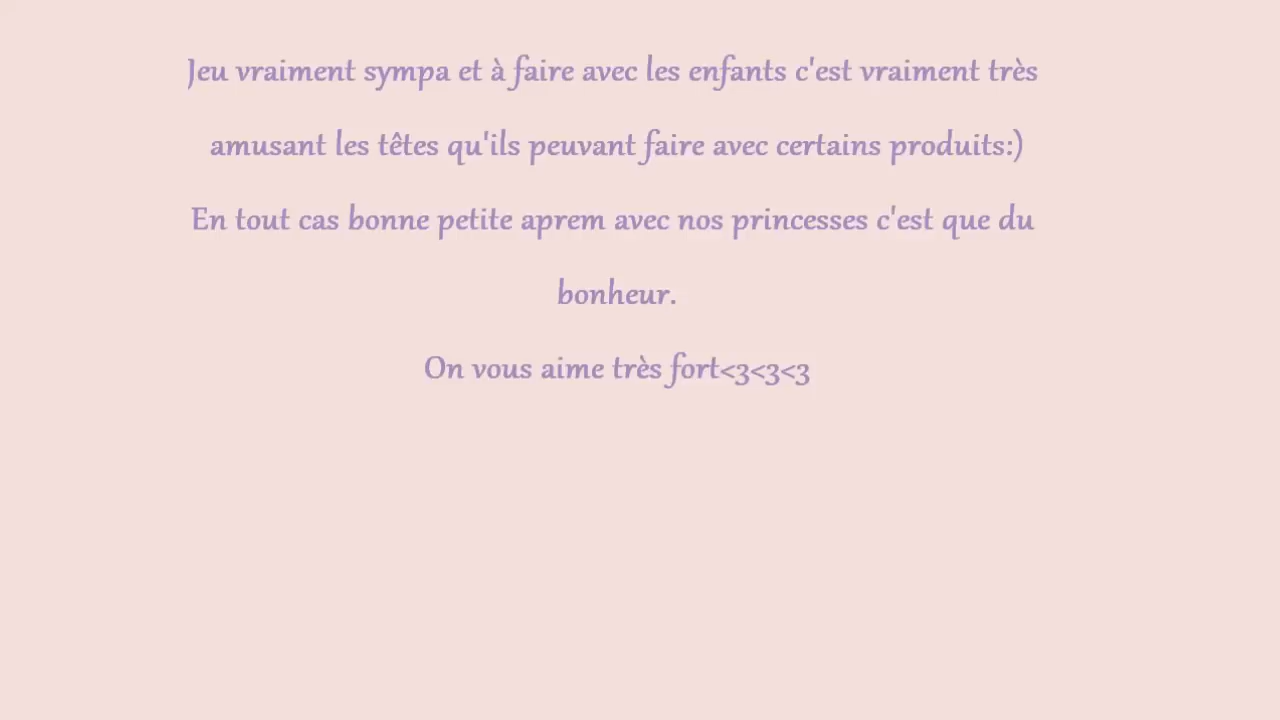 Jeu vraiment sympa et à faire avec les enfants c'est vraiment très
amusant les têtes qu'ils peuvant faire avec certains produits:)
En tout cas bonne petite aprem avec nos princesses c'est que du
bonheur.
On vous aime très fort<3<3<3